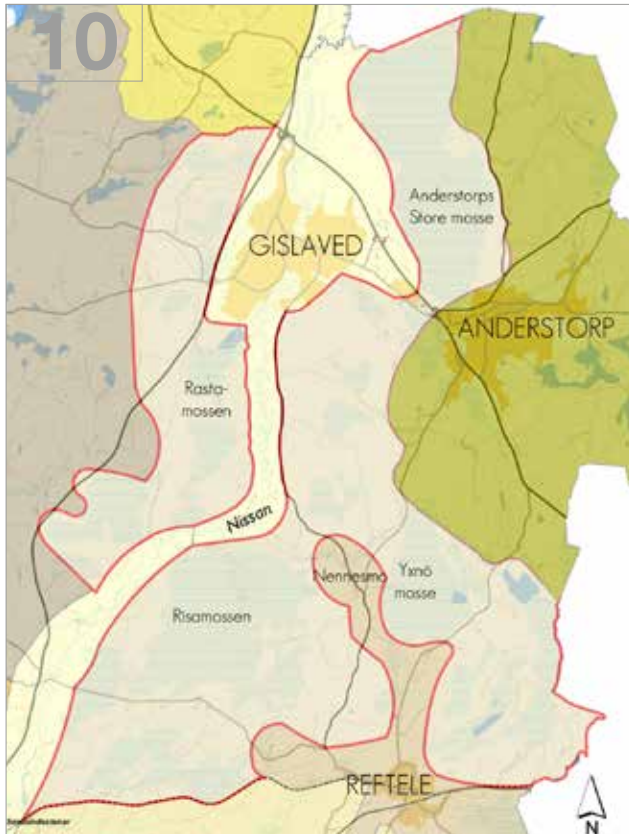 10
Anderstorps
Store mosse
GISLAVED
ANDERSTORP
Rasta-
mossen
Nissan
Nennesmo
Yxnö
mosse
Risamossen
REFTELE
N